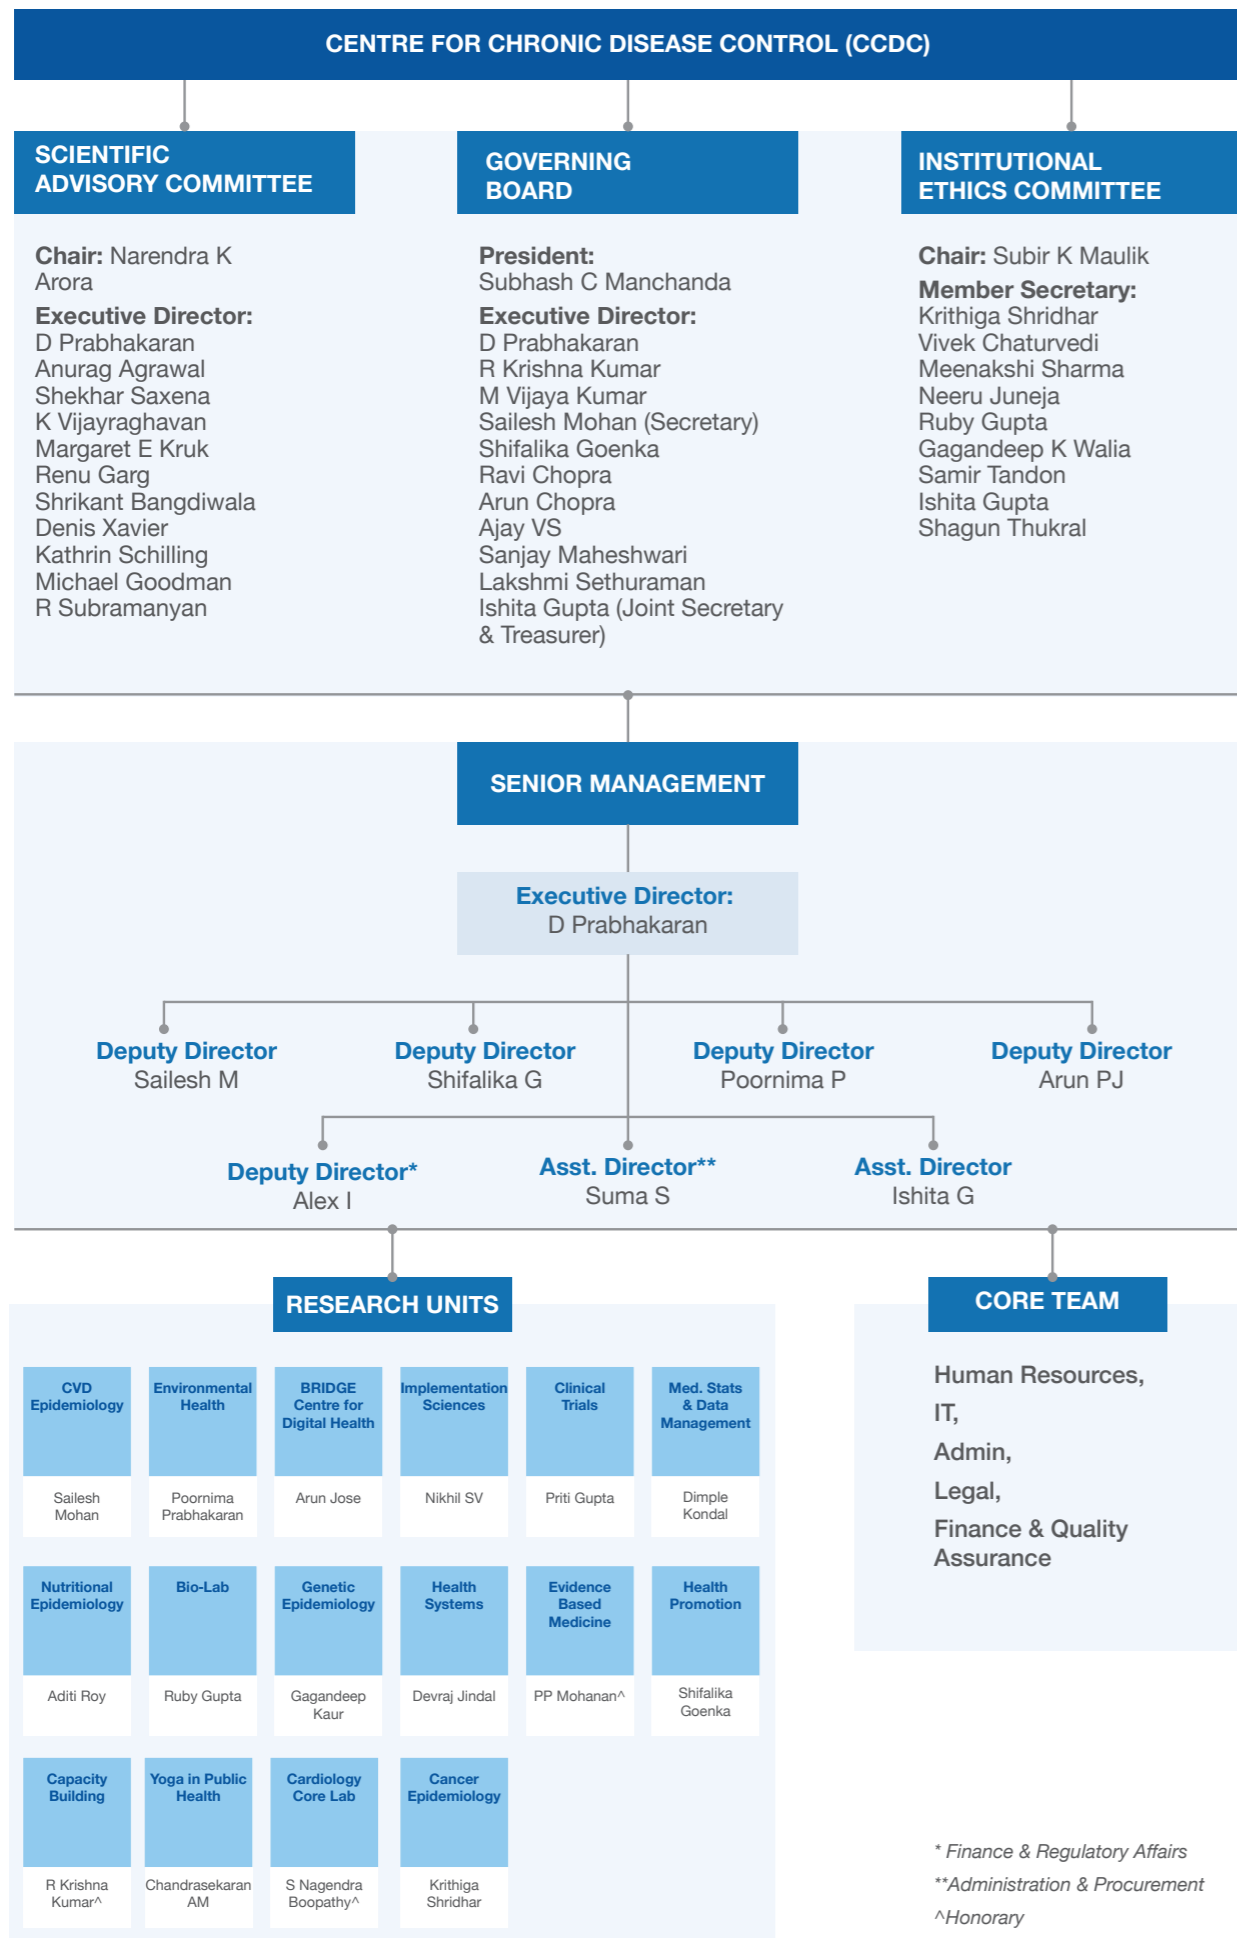 CENTRE FOR CHRONIC DISEASE CONTROL (CCDC)
SCIENTIFIC
ADVISORY COMMITTEE
Chair: Narendra K
Arora
Executive Director:
D Prabhakaran
Anurag Agrawal
Shekhar Saxena
K Vijayraghavan
Margaret E Kruk
Renu Garg
Shrikant Bangdiwala
Denis Xavier
Kathrin Schilling
Michael Goodman
R Subramanyan
GOVERNING
BOARD
President:
Subhash C Manchanda
Executive Director:
D Prabhakaran
R Krishna Kumar
M Vijaya Kumar
Sailesh Mohan (Secretary)
Shifalika Goenka
Ravi Chopra
Arun Chopra
Ajay VS
Sanjay Maheshwari
Lakshmi Sethuraman
Ishita Gupta (Joint Secretary
& Treasurer)
INSTITUTIONAL
ETHICS COMMITTEE
Chair: Subir K Maulik
Member Secretary:
Krithiga Shridhar
Vivek Chaturvedi
Meenakshi Sharma
Neeru Juneja
Ruby Gupta
Gagandeep K Walia
Samir Tandon
Ishita Gupta
Shagun Thukral
SENIOR MANAGEMENT
Executive Director:
D Prabhakaran
Deputy Director
Sailesh M
Deputy Director
Shifalika G
Deputy Director
Poornima P
Deputy Director
Arun PJ
Deputy Director*
Alex I
Asst. Director**
Suma S
Asst. Director
Ishita G
RESEARCH UNITS
CVD
Epidemiology
Sailesh
Mohan
Environmental
Health
Poornima
Prabhakaran
BRIDGE
Centre for
Digital Health
Arun Jose
Implementation
Sciences
Nikhil SV
Clinical
Trials
Priti Gupta
Med. Stats
& Data
Management
Dimple
Kondal
Nutritional
Epidemiology
Aditi Roy
Bio-Lab
Ruby Gupta
Genetic
Epidemiology
Gagandeep
Kaur
Health
Systems
Devraj Jindal
Evidence
Based
Medicine
PP Mohanan^
Health
Promotion
Shifalika
Goenka
Capacity
Building
R Krishna
Kumar^
Yoga in Public
Health
Chandrasekaran
AM
Cardiology
Core Lab
S Nagendra
Boopathy^
Cancer
Epidemiology
Krithiga
Shridhar
CORE TEAM
Human Resources,
IT,
Admin,
Legal,
Finance & Quality
Assurance
* Finance & Regulatory Affairs
**Administration & Procurement
^Honorary